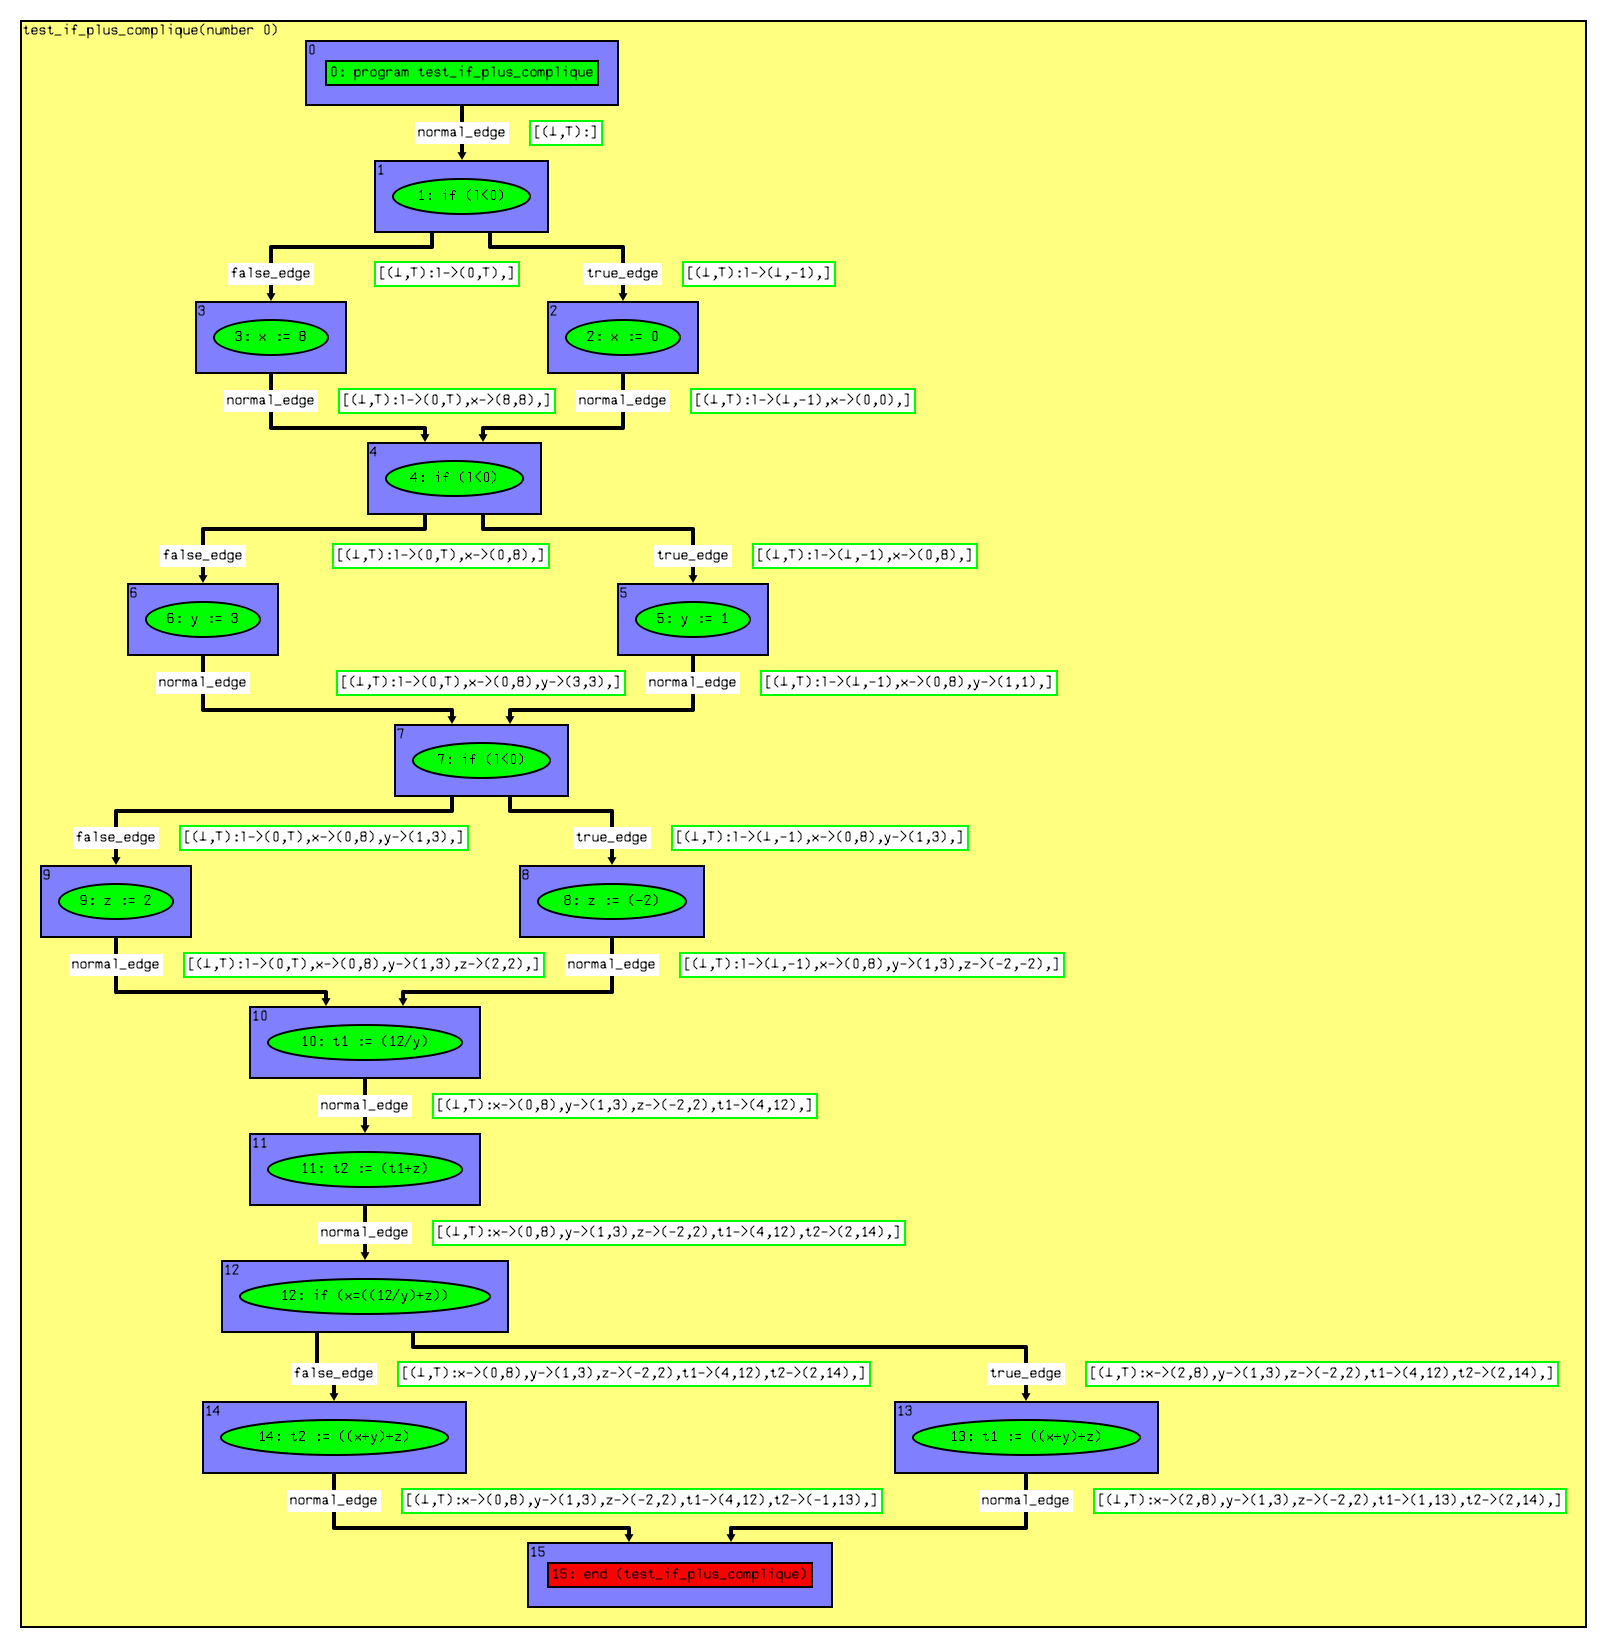 test_if_plus_complique(number 0)
0
0: program test_if_plus_complique
normal_edge [(⊥,T):]
1
1: if (l<0)
false_edge [(⊥,T):l->(0,T),] true_edge [(⊥,T):l->(⊥,-1),]
3 2
3: x := 8 2: x := 0
normal_edge [(⊥,T):l->(0,T),x->(8,8),] normal_edge [(⊥,T):l->(⊥,-1),x->(0,0),]
4
4: if (l<0)
false_edge [(⊥,T):l->(0,T),x->(0,8),] true_edge [(⊥,T):l->(⊥,-1),x->(0,8),]
6 5
6: y := 3 5: y := 1
normal_edge [(⊥,T):l->(0,T),x->(0,8),y->(3,3),] normal_edge [(⊥,T):l->(⊥,-1),x->(0,8),y->(1,1),]
7
7: if (l<0)
false_edge [(⊥,T):l->(0,T),x->(0,8),y->(1,3),] true_edge [(⊥,T):l->(⊥,-1),x->(0,8),y->(1,3),]
9 8
9: z := 2 8: z := (-2)
normal_edge [(⊥,T):l->(0,T),x->(0,8),y->(1,3),z->(2,2),] normal_edge [(⊥,T):l->(⊥,-1),x->(0,8),y->(1,3),z->(-2,-2),]
10
10: t1 := (12/y)
normal_edge [(⊥,T):x->(0,8),y->(1,3),z->(-2,2),t1->(4,12),]
11
11: t2 := (t1+z)
normal_edge [(⊥,T):x->(0,8),y->(1,3),z->(-2,2),t1->(4,12),t2->(2,14),]
12
12: if (x=((12/y)+z))
false_edge [(⊥,T):x->(0,8),y->(1,3),z->(-2,2),t1->(4,12),t2->(2,14),] true_edge [(⊥,T):x->(2,8),y->(1,3),z->(-2,2),t1->(4,12),t2->(2,14),]
14 13
14: t2 := ((x+y)+z) 13: t1 := ((x+y)+z)
normal_edge [(⊥,T):x->(0,8),y->(1,3),z->(-2,2),t1->(4,12),t2->(-1,13),] normal_edge [(⊥,T):x->(2,8),y->(1,3),z->(-2,2),t1->(1,13),t2->(2,14),]
15
15: end (test_if_plus_complique)